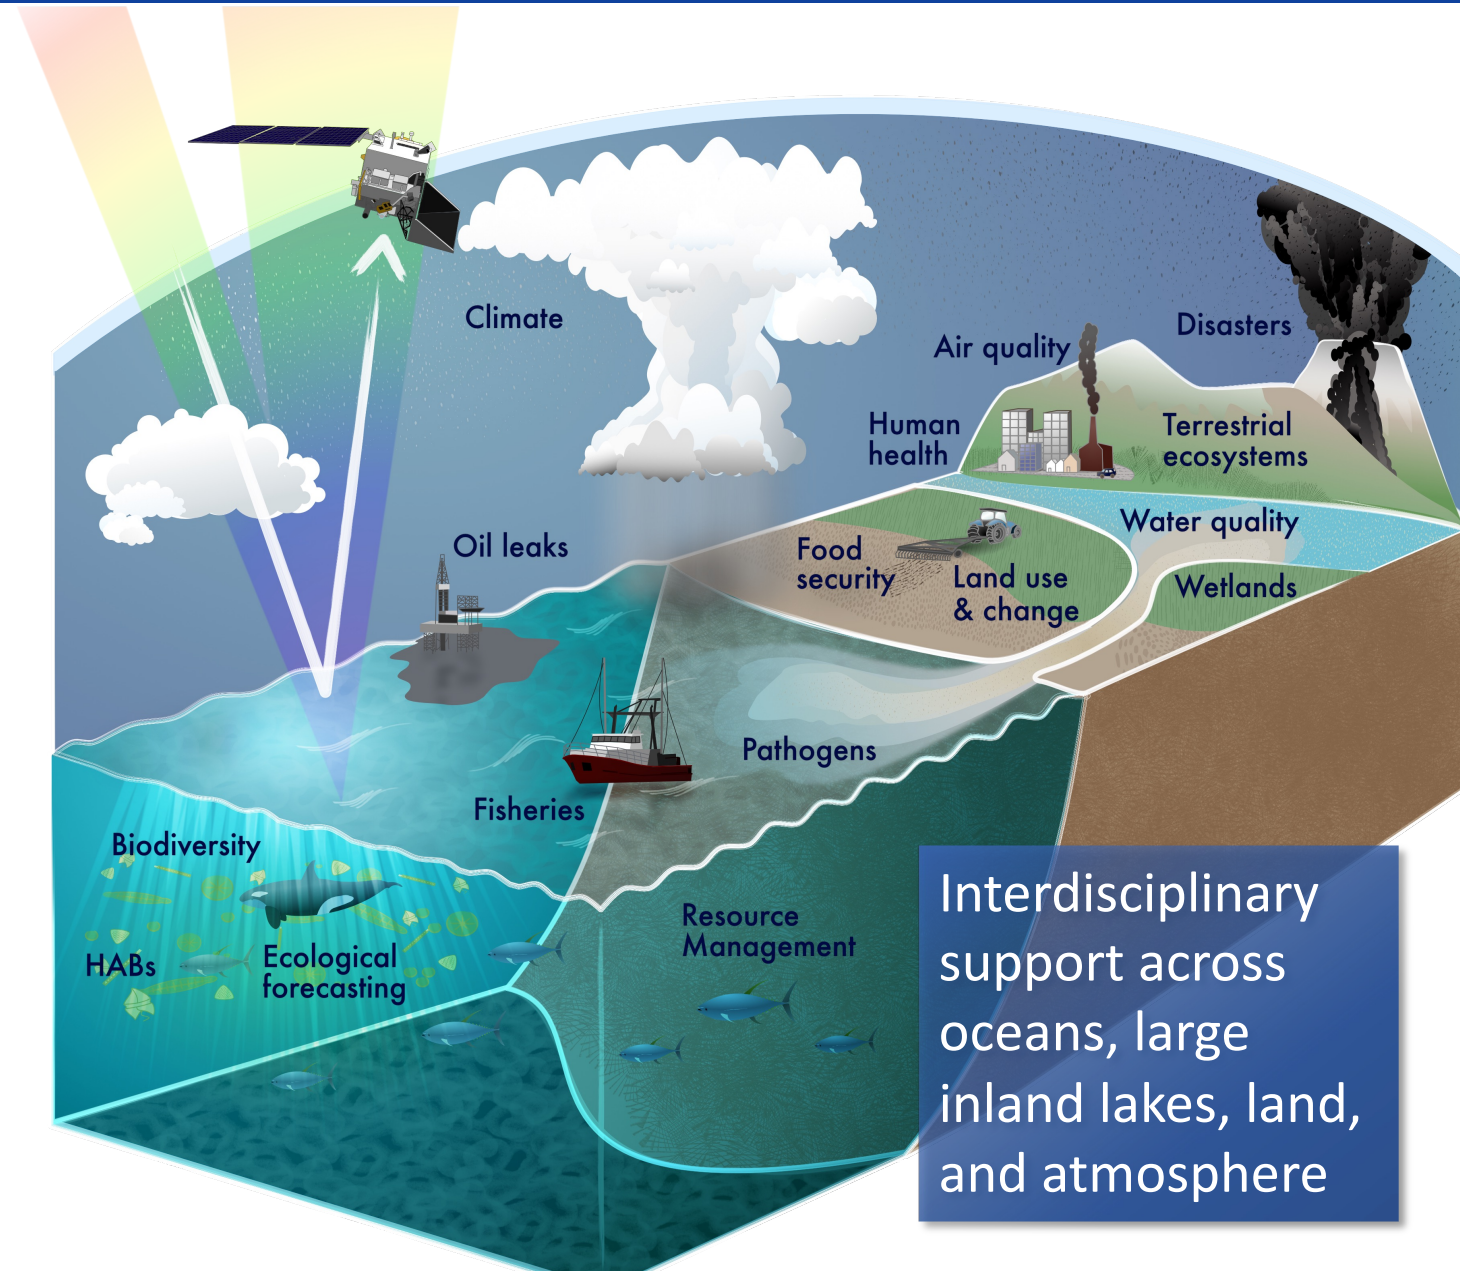 Climate
Disasters
Air quality
Human
health
Terrestrial
ecosystems
Water quality
Oil leaks
Food
security
Land use
& change
Wetlands
Pathogens
Fisheries
Biodiversity
HABs
Ecological
forecasting
Resource
Management
Interdisciplinary
support across
oceans, large
inland lakes, land,
and atmosphere